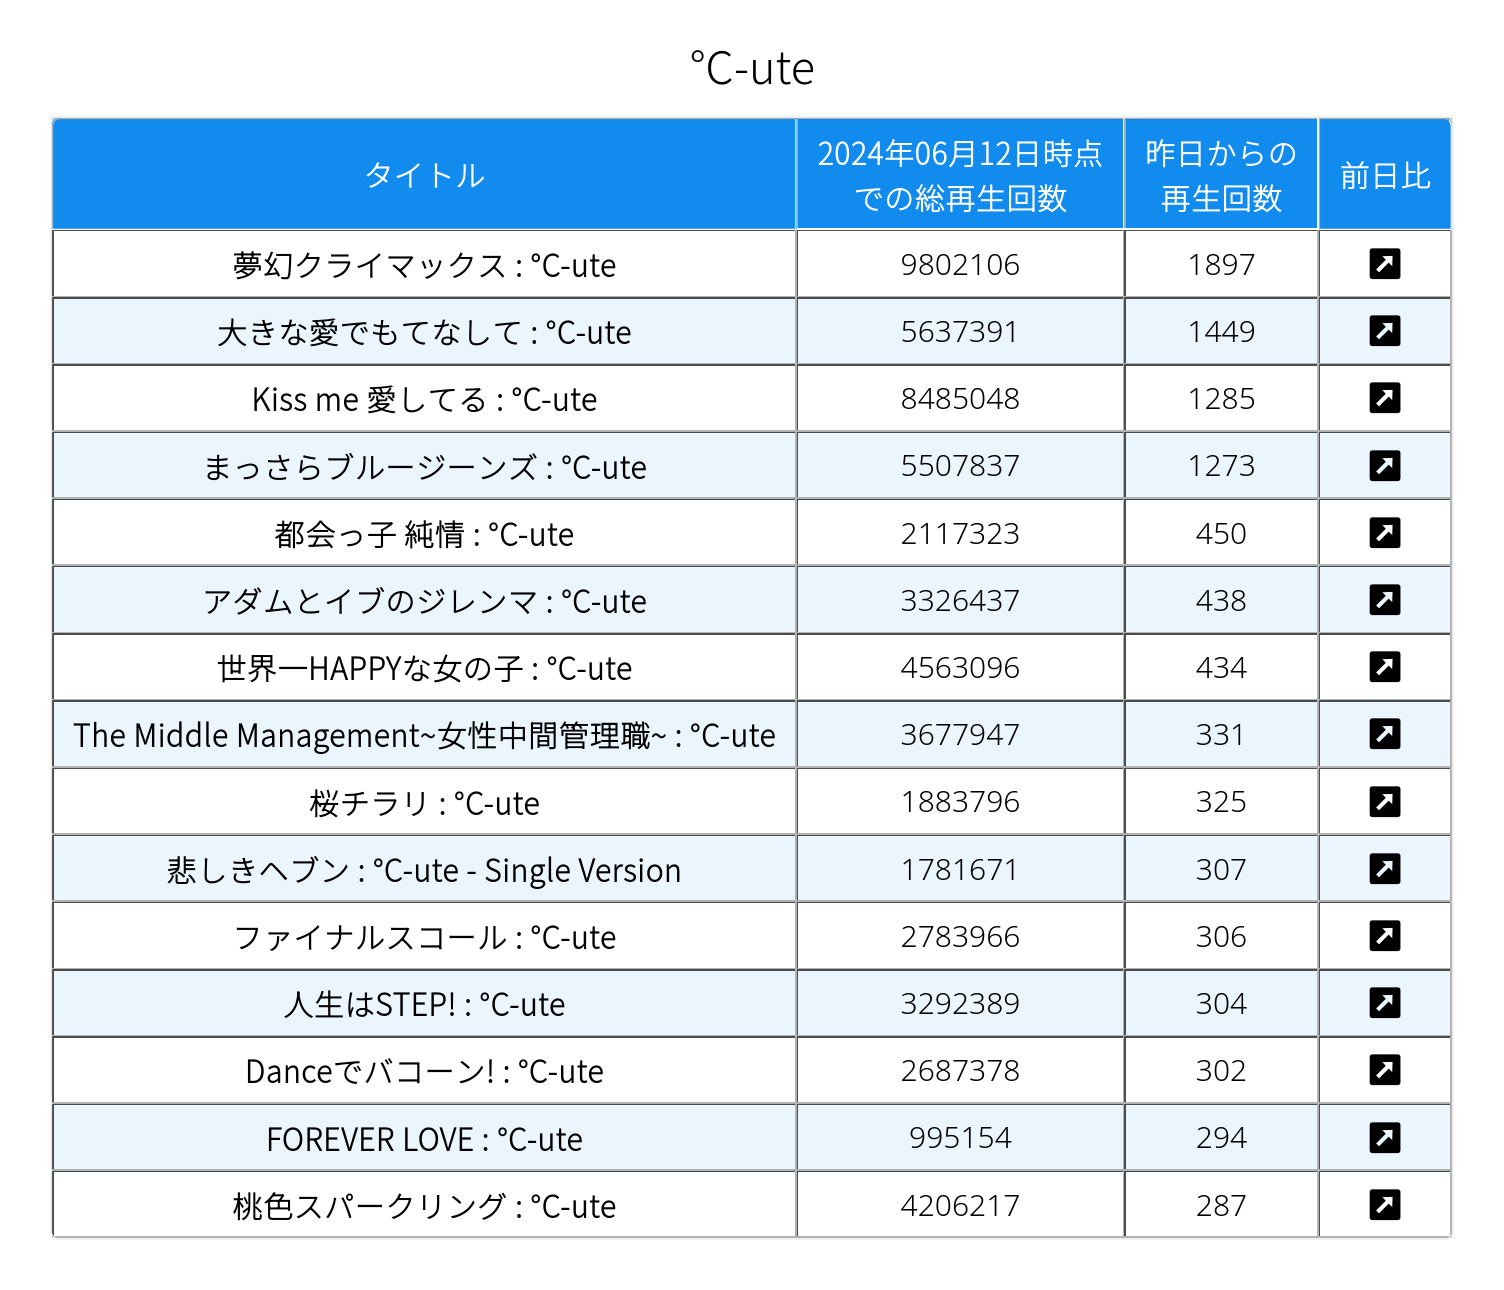 ℃-ute
タイトル
2024年06月12日時点
での総再生回数
昨日からの
再生回数
前日比
夢幻クライマックス : ℃-ute 9802106 1897
大きな愛でもてなして : ℃-ute 5637391 1449
Kiss me 愛してる : ℃-ute 8485048 1285
まっさらブルージーンズ : ℃-ute 5507837 1273
都会っ子 純情 : ℃-ute 2117323 450
アダムとイブのジレンマ : ℃-ute 3326437 438
世界一HAPPYな女の子 : ℃-ute 4563096 434
The Middle Management~女性中間管理職~ : ℃-ute 3677947 331
桜チラリ : ℃-ute 1883796 325
悲しきヘブン : ℃-ute - Single Version 1781671 307
ファイナルスコール : ℃-ute 2783966 306
人生はSTEP! : ℃-ute 3292389 304
Danceでバコーン! : ℃-ute 2687378 302
FOREVER LOVE : ℃-ute 995154 294
桃色スパークリング : ℃-ute 4206217 287